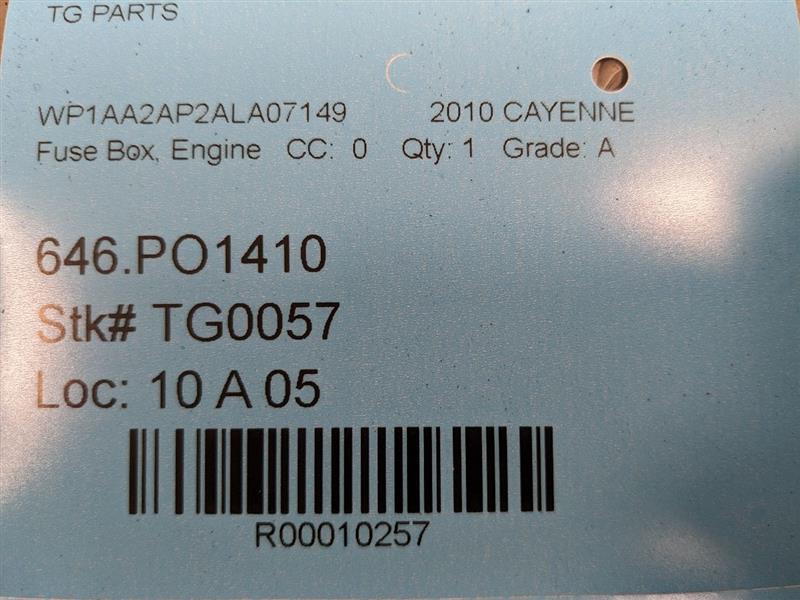 TG PARTS
WP1AA2AP2ALA07149 2010 CAYENNE
Fuse Box, Engine CC: 0 Qty: 1 Grade: A
646.PO1410
Stk# TG0057
Loc: 10 A 05
R00010257